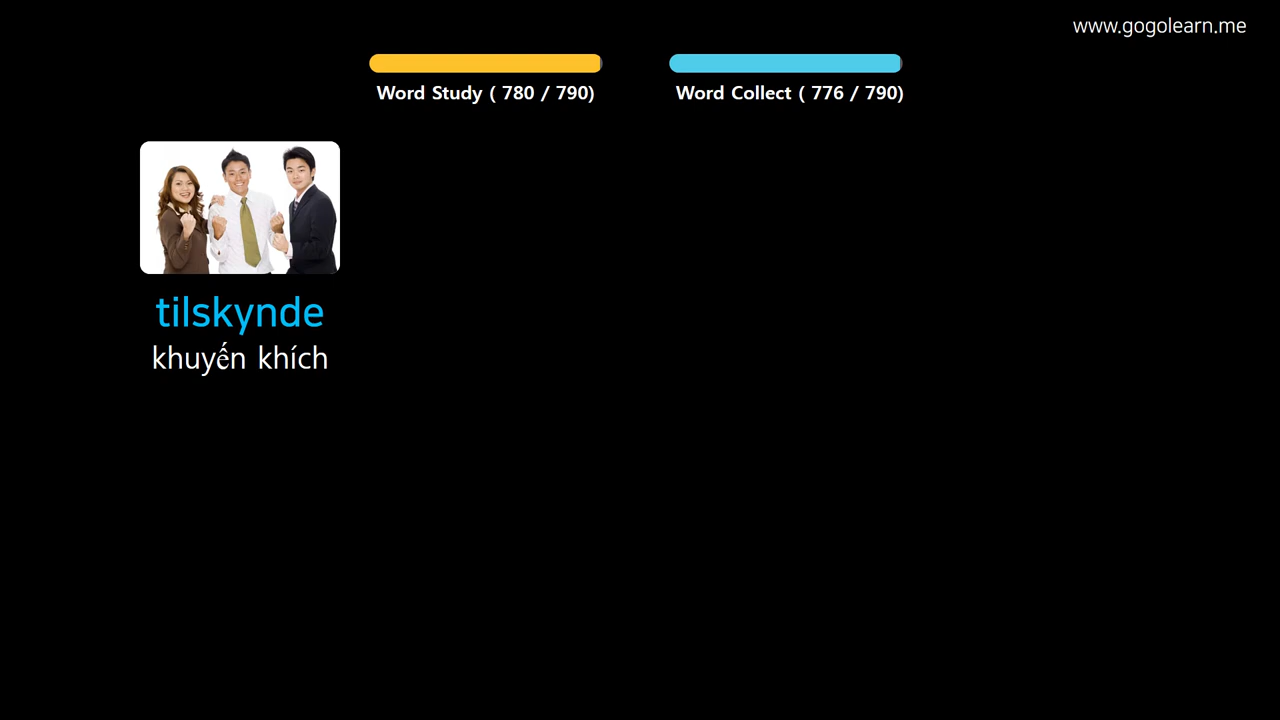 www.gogolearn.me
Word Study ( 780 / 790)
Word Collect ( 776 / 790)
tilskynde
khuyến khích